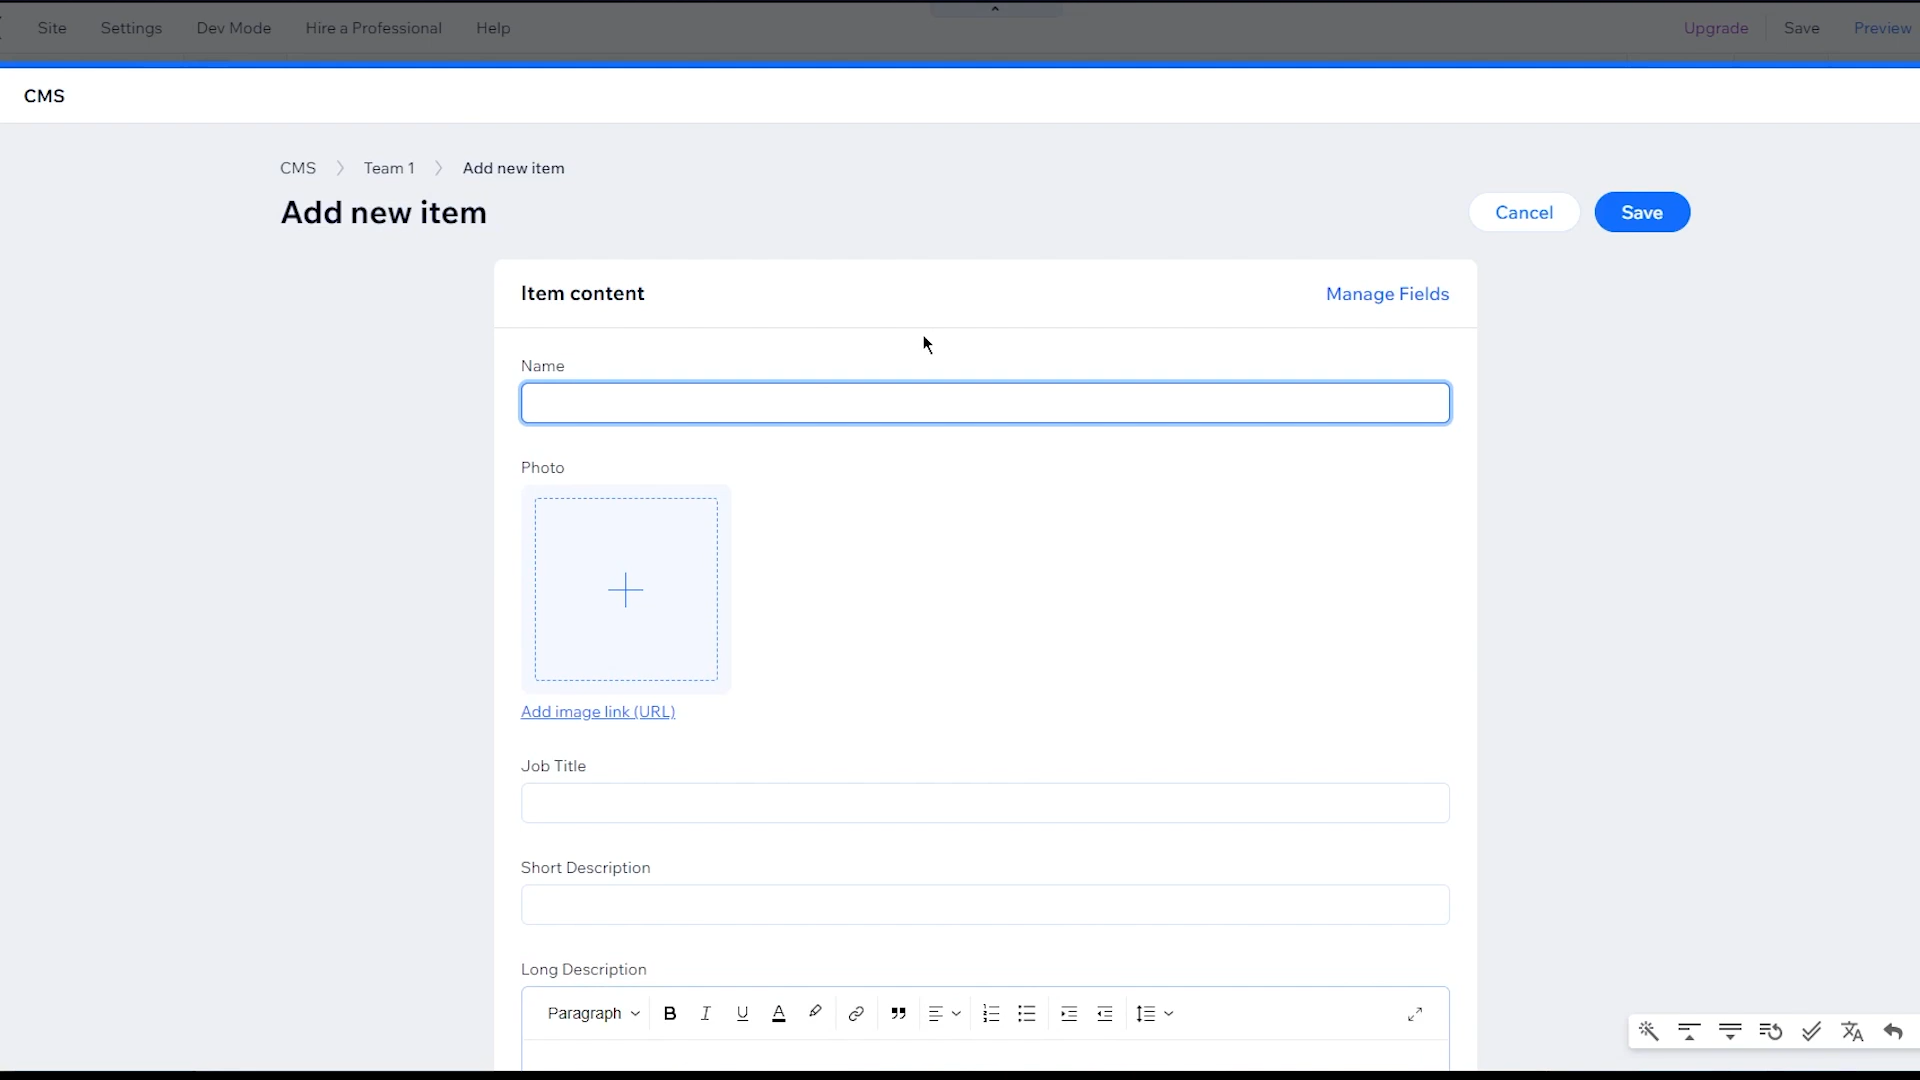 Site Settings Dev Mode Hire a Professional Help Upgrade Save Preview
CMS
CMS Team 1 Add new item
Add new item
Cancel Save
Item content Manage Fields
Name
Photo
Add image link (URL)
Job Title
Short Description
Long Description
Paragraph B I U A